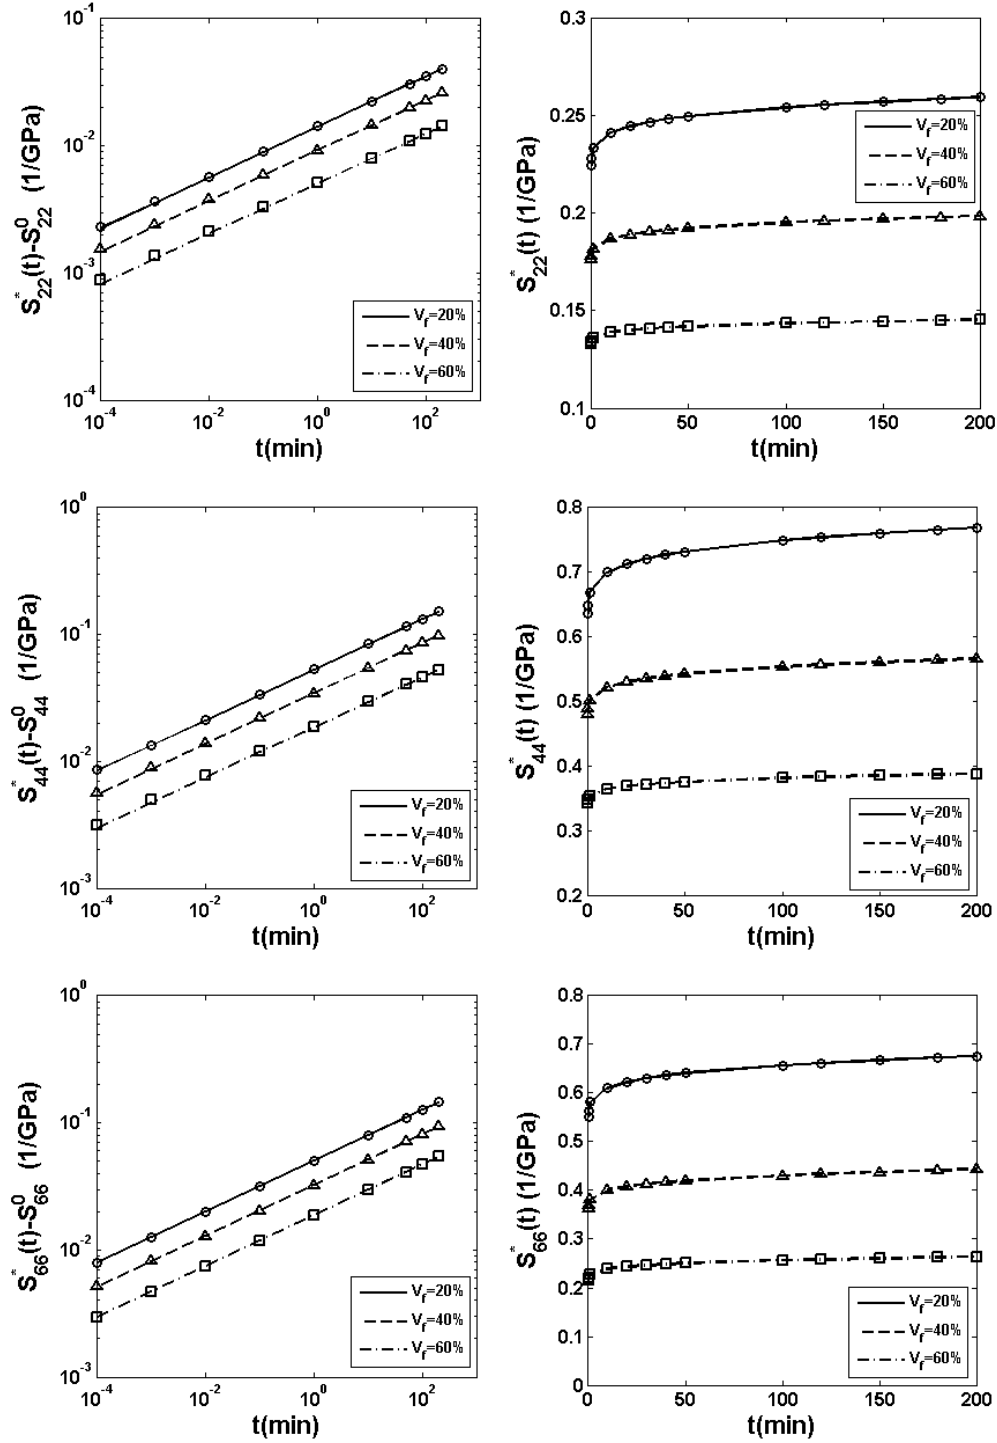 10^-1
10^-2
10^-3
10^-4
S*22(t)-S^0 22 (1/GPa)
Vf=20%
Vf=40%
Vf=60%
10^-4
10^-2
10^0
10^2
t(min)
0.3
0.25
0.2
0.15
0.1
S*22(t) (1/GPa)
Vf=20%
Vf=40%
Vf=60%
0
50
100
150
200
t(min)
10^0
10^-1
10^-2
10^-3
S*44(t)-S^0 44 (1/GPa)
Vf=20%
Vf=40%
Vf=60%
10^-4
10^-2
10^0
10^2
t(min)
0.8
0.7
0.6
0.5
0.4
0.3
0.2
S*44(t) (1/GPa)
Vf=20%
Vf=40%
Vf=60%
0
50
100
150
200
t(min)
10^0
10^-1
10^-2
10^-3
S*66(t)-S^0 66 (1/GPa)
Vf=20%
Vf=40%
Vf=60%
10^-4
10^-2
10^0
10^2
t(min)
0.8
0.7
0.6
0.5
0.4
0.3
0.2
0.1
0
S*66(t) (1/GPa)
Vf=20%
Vf=40%
Vf=60%
0
50
100
150
200
t(min)